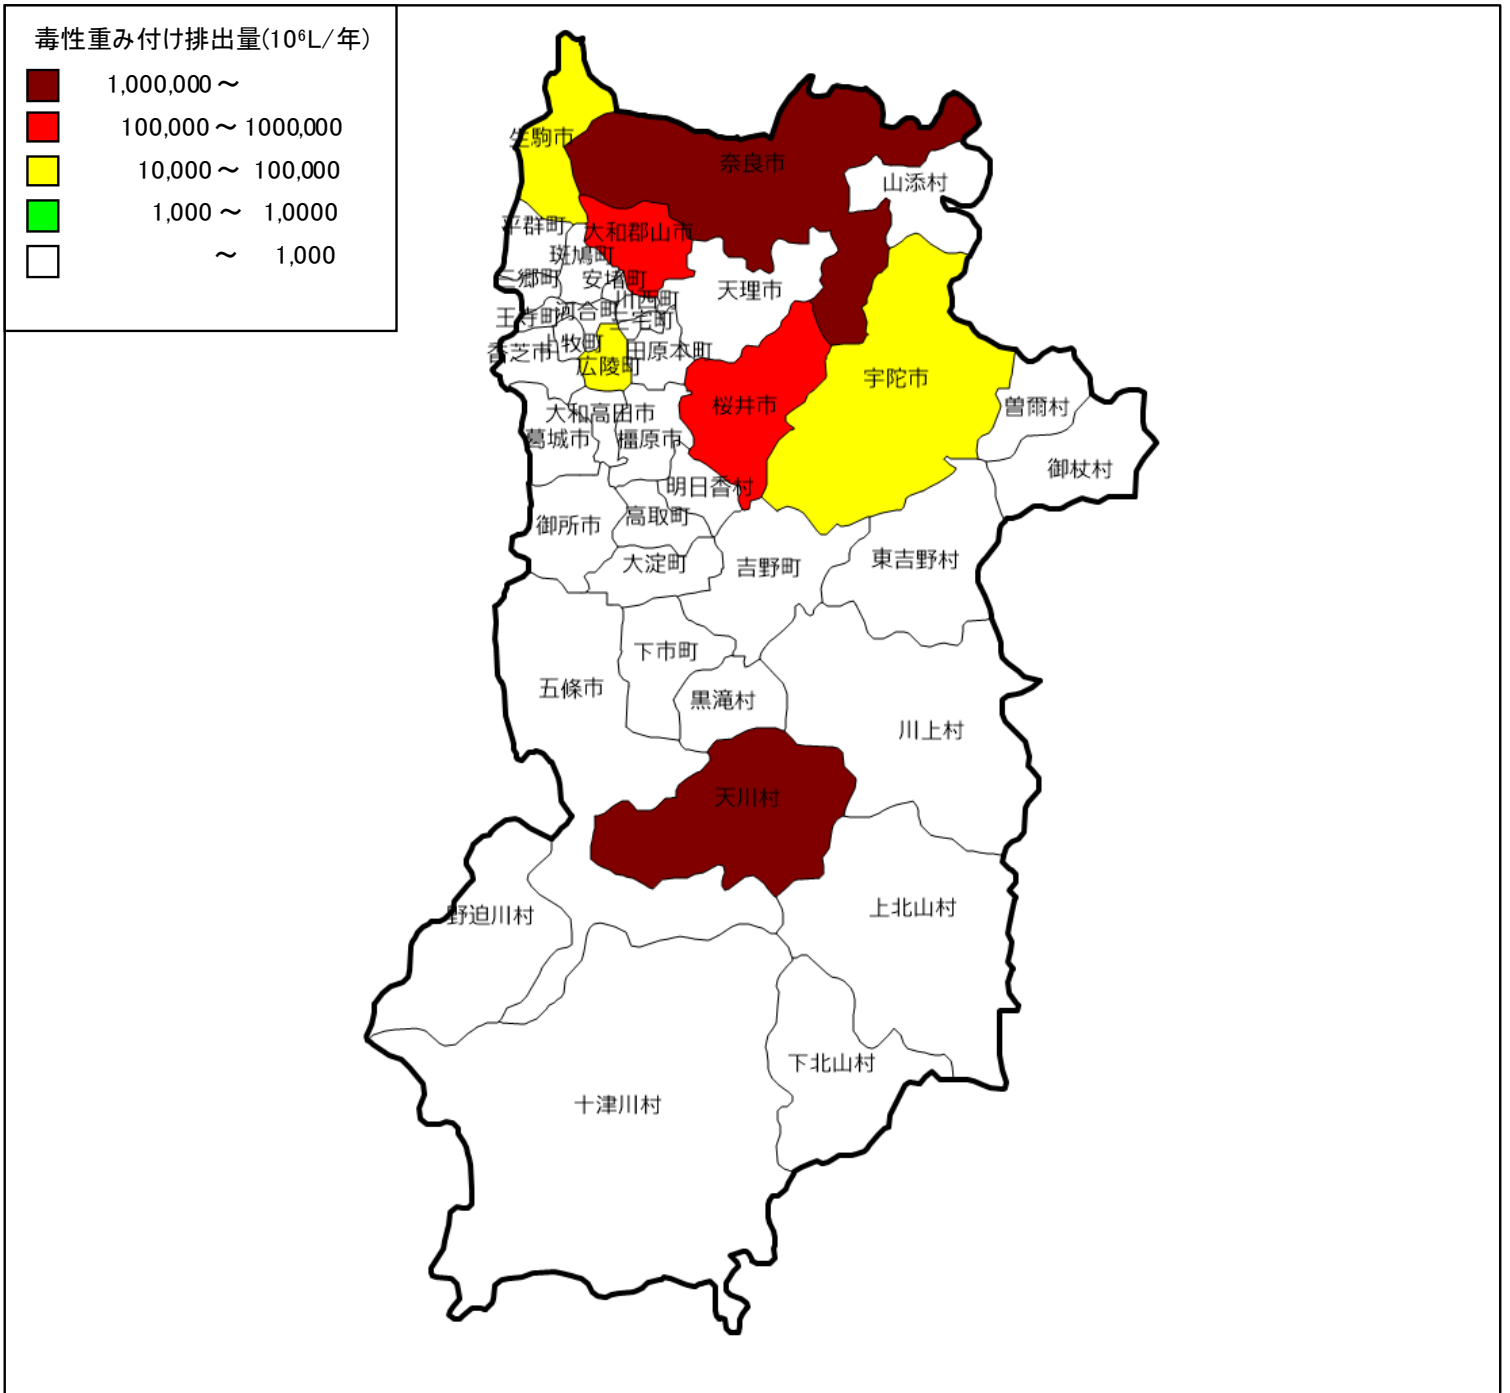 毒性重み付け排出量(10⁶L/年)
1,000,000～
100,000～1000,000
10,000～ 100,000
1,000～ 1,0000
～ 1,000
生駒市
奈良市
山添村
平群町
大和郡山市
斑鳩町
三郷町
安堵町
天理市
川西町
河合町
王寺町
三宅町
上牧町
香芝市
田原本町
広陵町
宇陀市
桜井市
曽爾村
大和高田市
葛城市
橿原市
御杖村
明日香村
高取町
御所市
大淀町
吉野町
東吉野村
下市町
五條市
黒滝村
川上村
天川村
上北山村
野迫川村
下北山村
十津川村